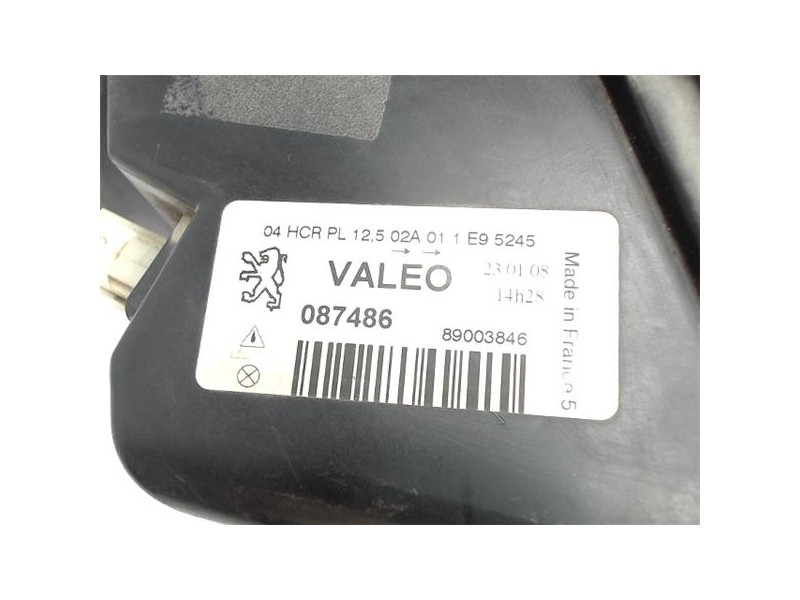 04 HCR PL 12,5 02A 01 1 E9 5245
VALEO
23 01 08
14h28
087486
89003846
Made in France 5